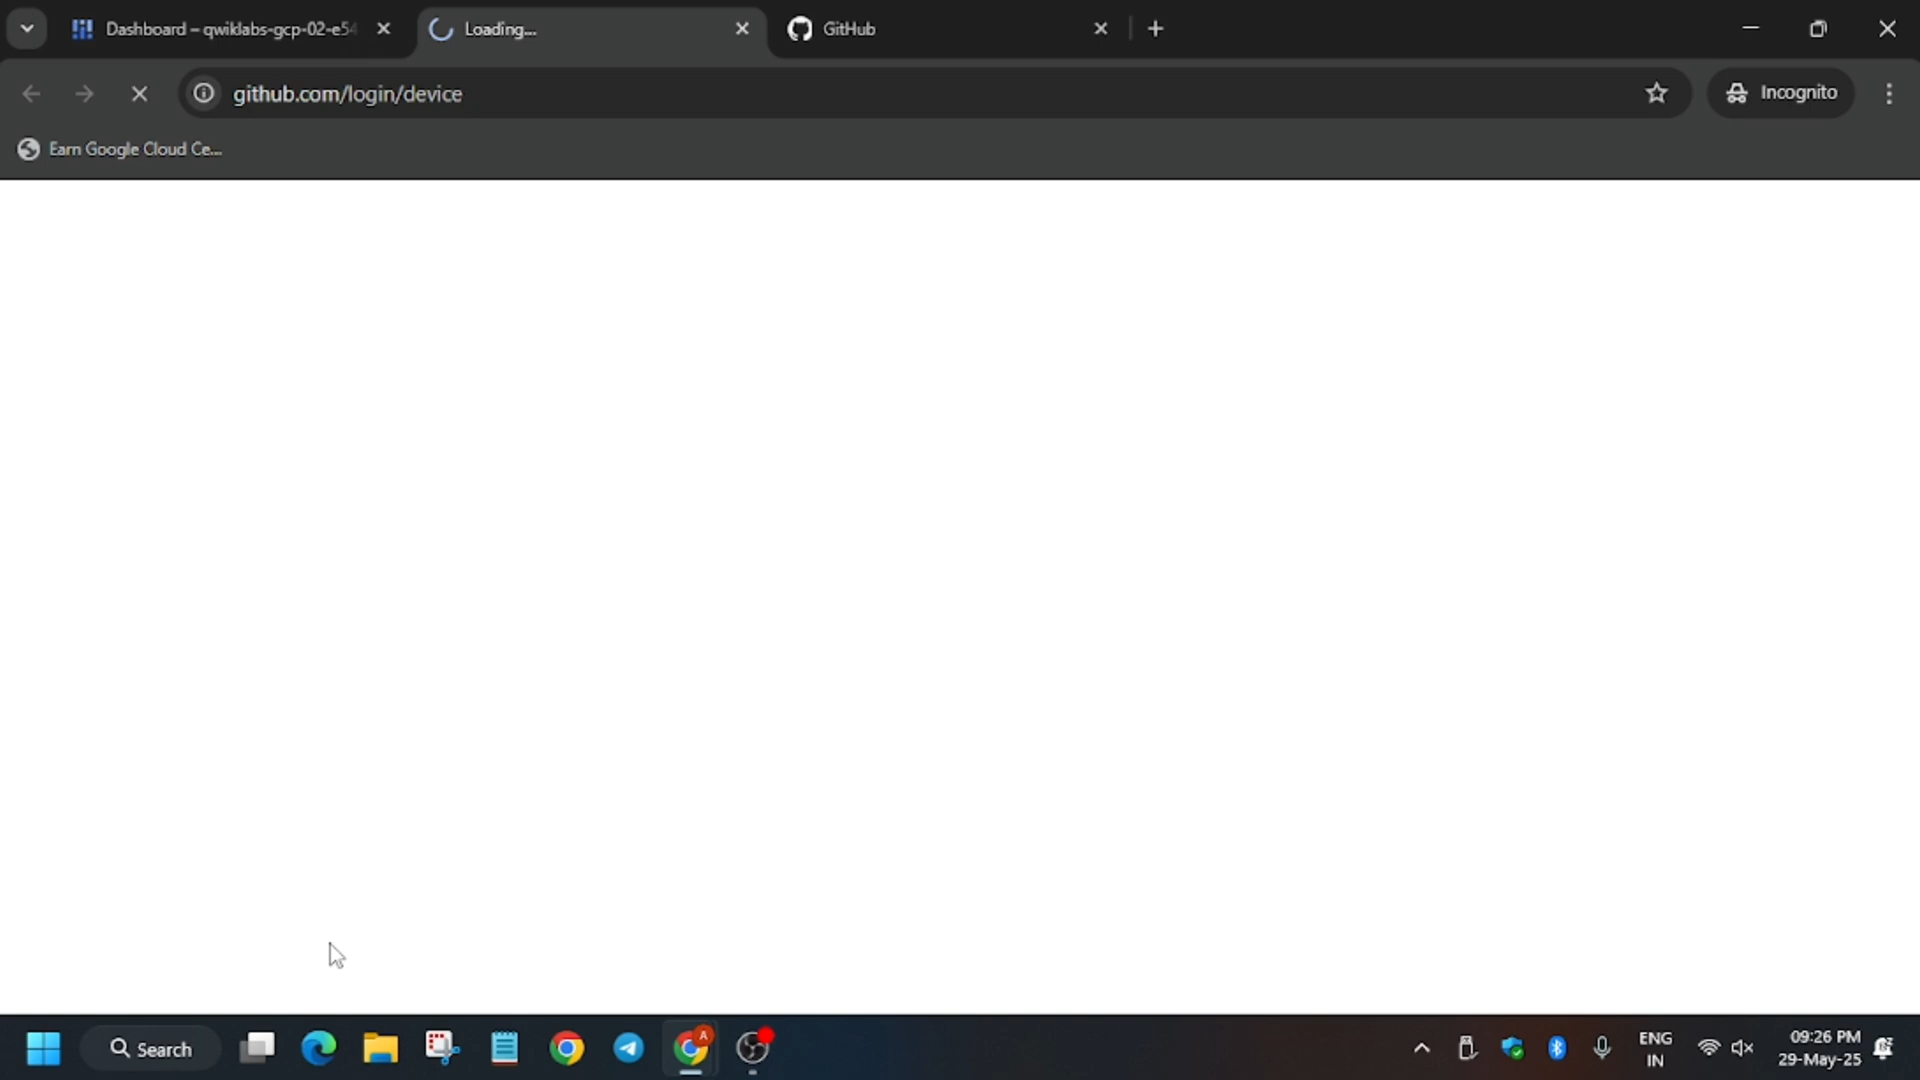 Dashboard – qwiklabs-gcp-02-e54
Loading...
GitHub
github.com/login/device
Incognito
Earn Google Cloud Ce...
Search
A
ENG
IN
09:26 PM
29-May-25